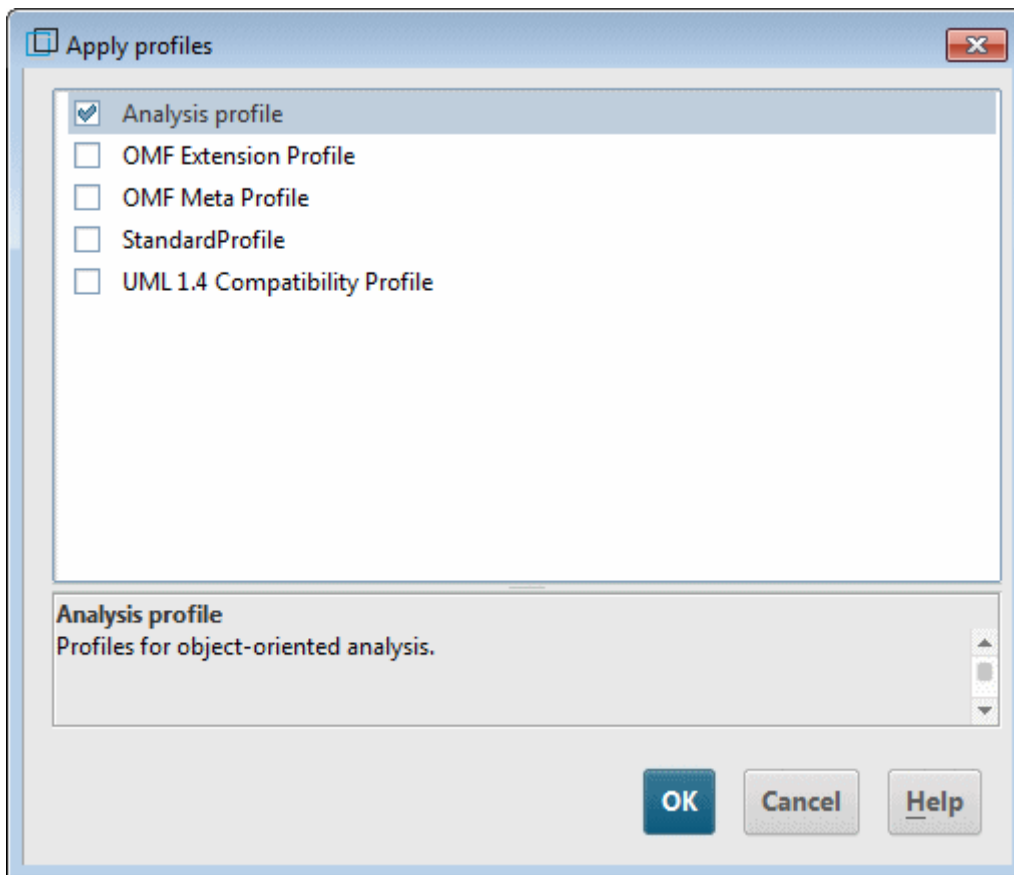 Apply profiles
Analysis profile
OMF Extension Profile
OMF Meta Profile
StandardProfile
UML 1.4 Compatibility Profile
Analysis profile
Profiles for object-oriented analysis.
OK Cancel Help